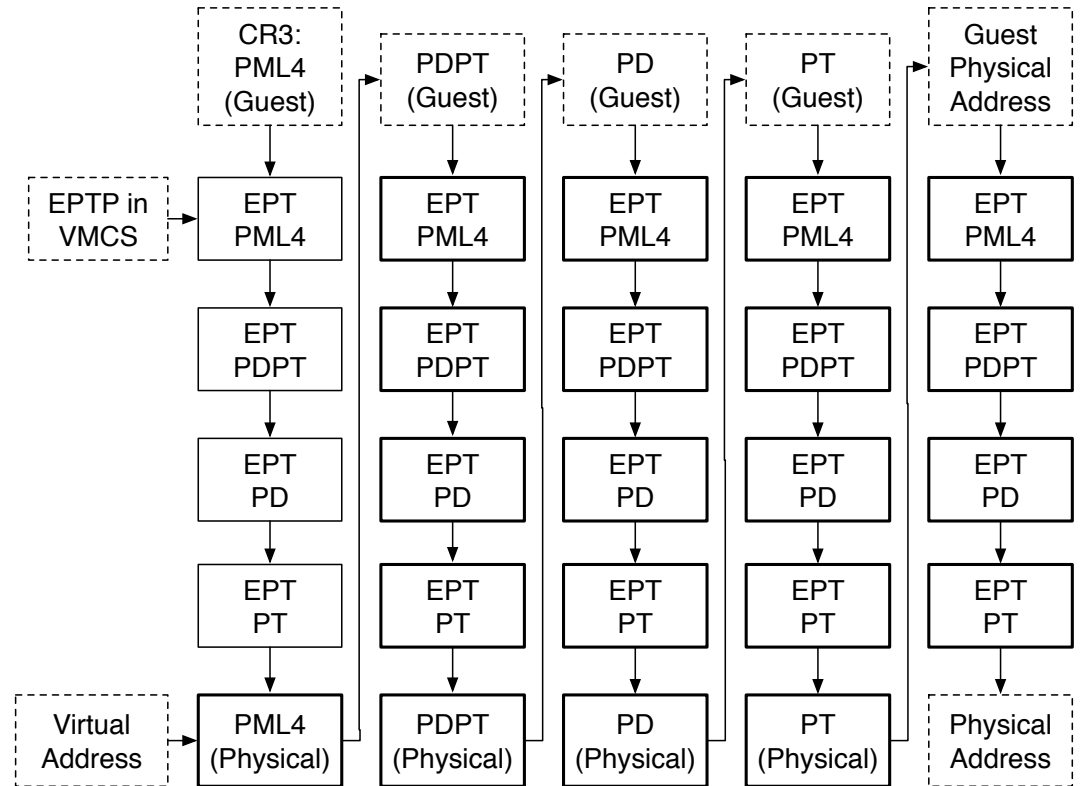 CR3:
PML4
(Guest)
PDPT
(Guest)
PD
(Guest)
PT
(Guest)
Guest
Physical
Address
EPTP in
VMCS
EPT
PML4
EPT
PML4
EPT
PML4
EPT
PML4
EPT
PML4
EPT
PDPT
EPT
PDPT
EPT
PDPT
EPT
PDPT
EPT
PDPT
EPT
PD
EPT
PD
EPT
PD
EPT
PD
EPT
PD
EPT
PT
EPT
PT
EPT
PT
EPT
PT
EPT
PT
Virtual
Address
PML4
(Physical)
PDPT
(Physical)
PD
(Physical)
PT
(Physical)
Physical
Address